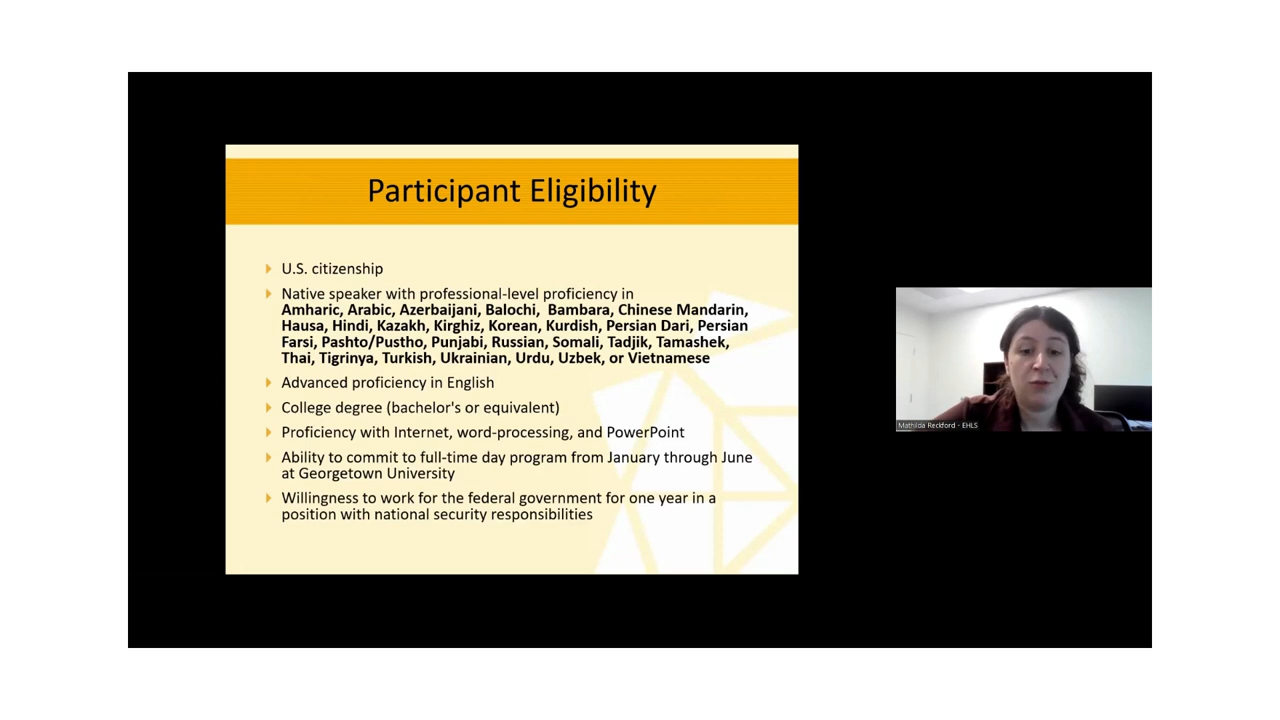 Participant Eligibility
U.S. citizenship
Native speaker with professional-level proficiency in
Amharic, Arabic, Azerbaijani, Balochi, Bambara, Chinese Mandarin,
Hausa, Hindi, Kazakh, Kirghiz, Korean, Kurdish, Persian Dari, Persian
Farsi, Pashto/Pustho, Punjabi, Russian, Somali, Tadjik, Tamashek,
Thai, Tigrinya, Turkish, Ukrainian, Urdu, Uzbek, or Vietnamese
Advanced proficiency in English
College degree (bachelor's or equivalent)
Proficiency with Internet, word-processing, and PowerPoint
Ability to commit to full-time day program from January through June
at Georgetown University
Willingness to work for the federal government for one year in a
position with national security responsibilities
Mathilda Reckford - EHLS